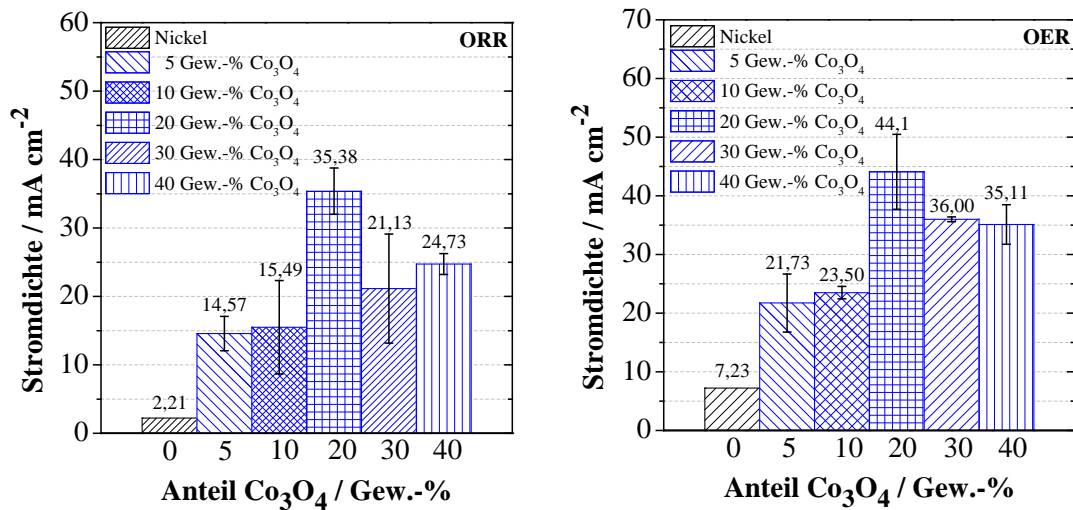 ORR
Nickel
5 Gew.-% Co₃O₄
10 Gew.-% Co₃O₄
20 Gew.-% Co₃O₄
30 Gew.-% Co₃O₄
40 Gew.-% Co₃O₄
60
50
40
30
20
10
0
Stromdichte / mA cm⁻²
2,21
14,57
15,49
35,38
21,13
24,73
0 5 10 20 30 40
Anteil Co₃O₄ / Gew.-%
OER
Nickel
5 Gew.-% Co₃O₄
10 Gew.-% Co₃O₄
20 Gew.-% Co₃O₄
30 Gew.-% Co₃O₄
40 Gew.-% Co₃O₄
70
60
50
40
30
20
10
0
Stromdichte / mA cm⁻²
7,23
21,73
23,50
44,1
36,00
35,11
0 5 10 20 30 40
Anteil Co₃O₄ / Gew.-%